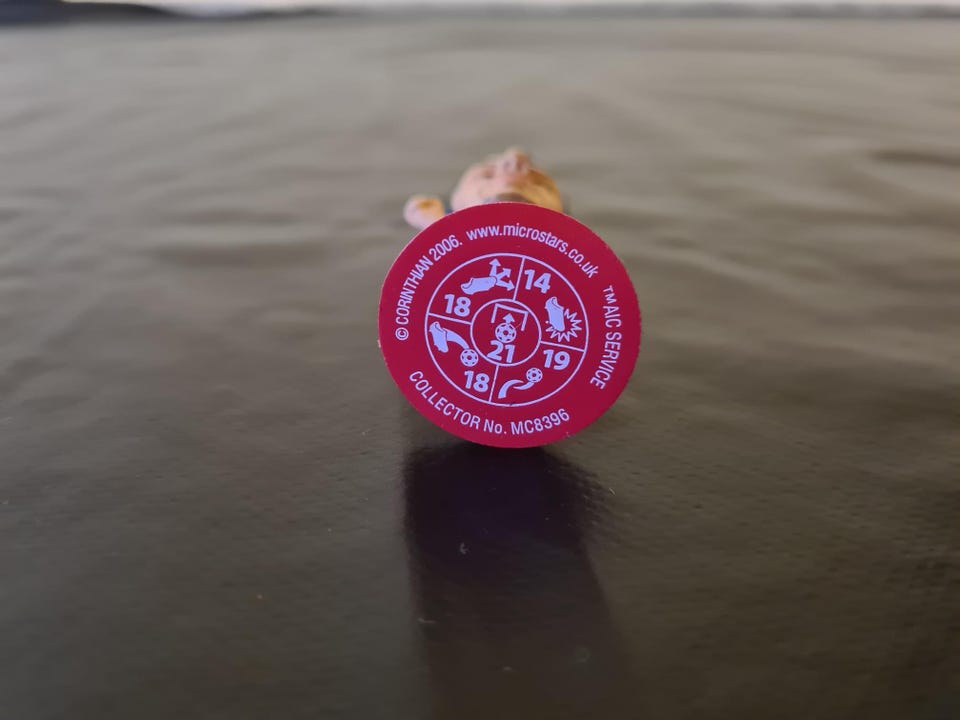 © CORINTHIAN 2006. www.microstars.co.uk ™AIC SERVICE
COLLECTOR No. MC8396
18
14
19
18
21